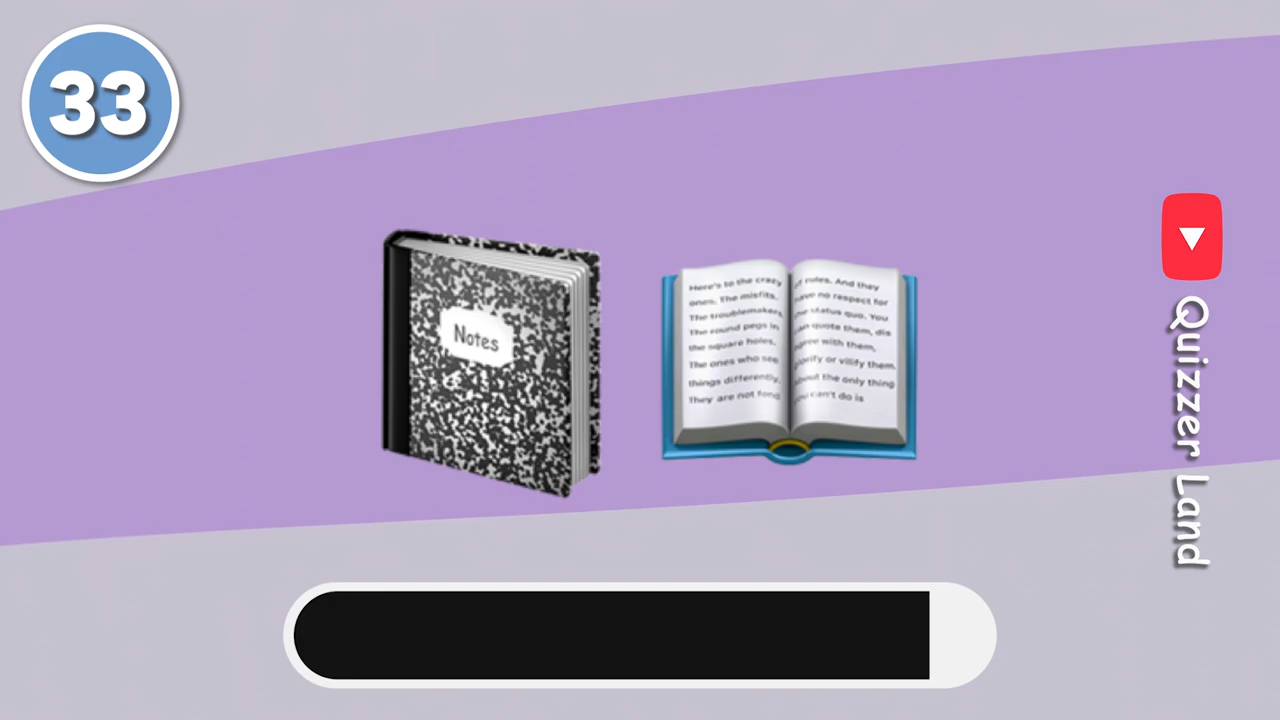 33
Notes
Here's to the crazy
ones. The misfits.
The troublemakers.
The round pegs in
the square holes.
The ones who see
things differently.
They are not fond
of rules. And they
have no respect for
the status quo. You
can quote them, dis
agree with them,
glorify or vilify them.
about the only thing
you can't do is
Quizzer Land